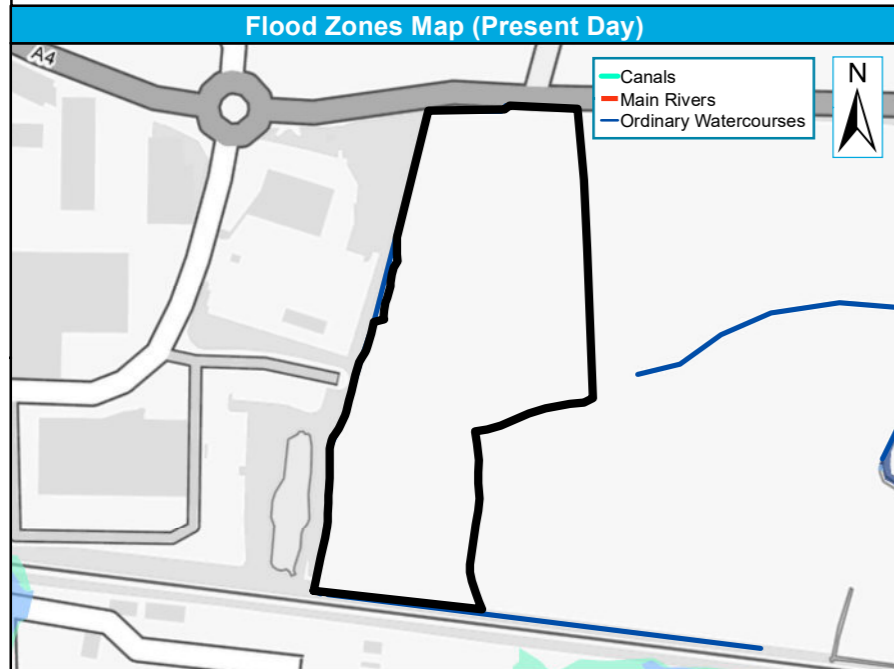 Flood Zones Map (Present Day)
A4
Canals
Main Rivers
Ordinary Watercourses
N